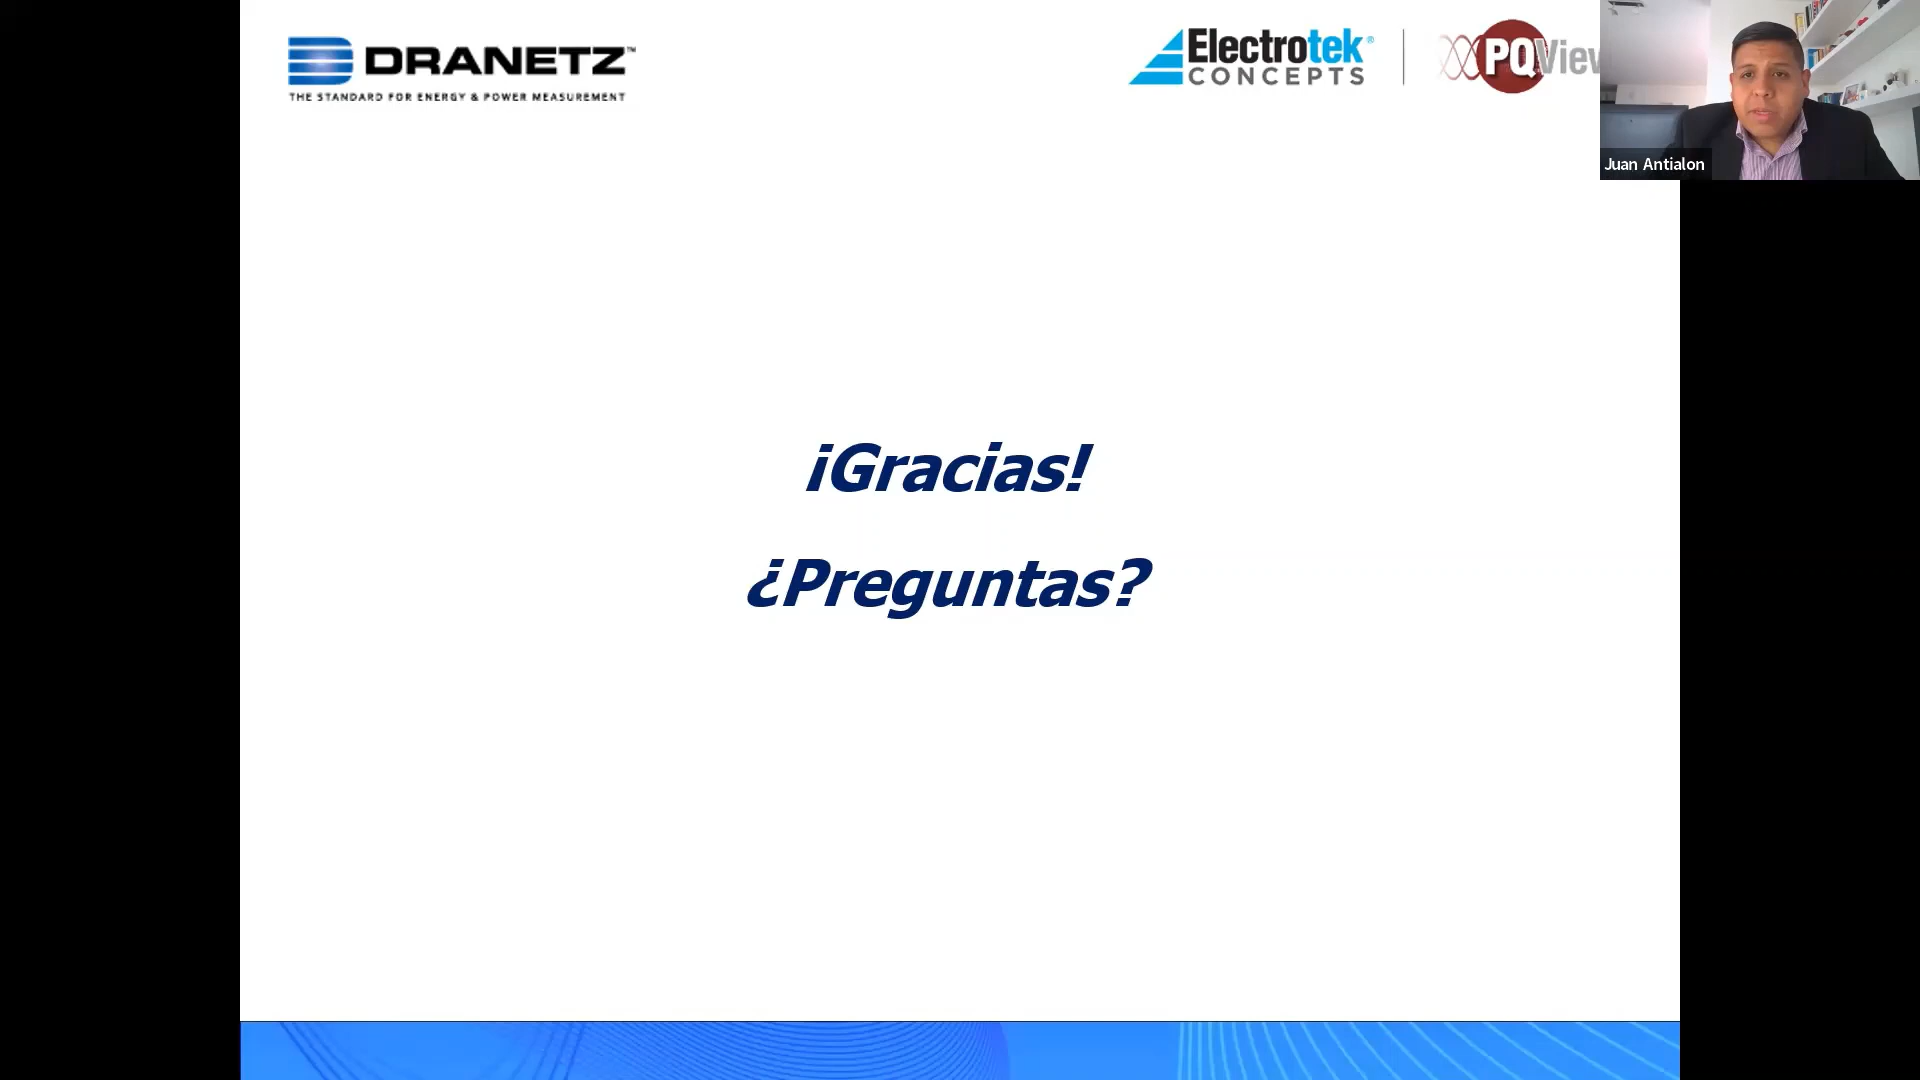 DRANETZ™
THE STANDARD FOR ENERGY & POWER MEASUREMENT
Electrotek®
CONCEPTS
PQView
Juan Antialon
¡Gracias!
¿Preguntas?